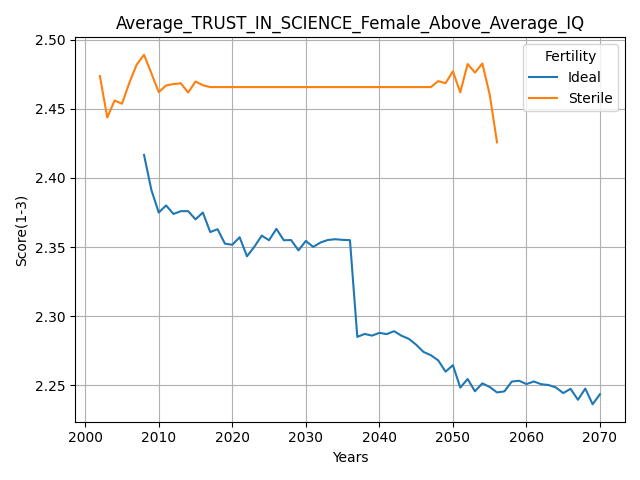 Average_TRUST_IN_SCIENCE_Female_Above_Average_IQ
2.50
2.45
2.40
2.35
2.30
2.25
Score(1-3)
Fertility
Ideal
Sterile
2000 2010 2020 2030 2040 2050 2060 2070
Years